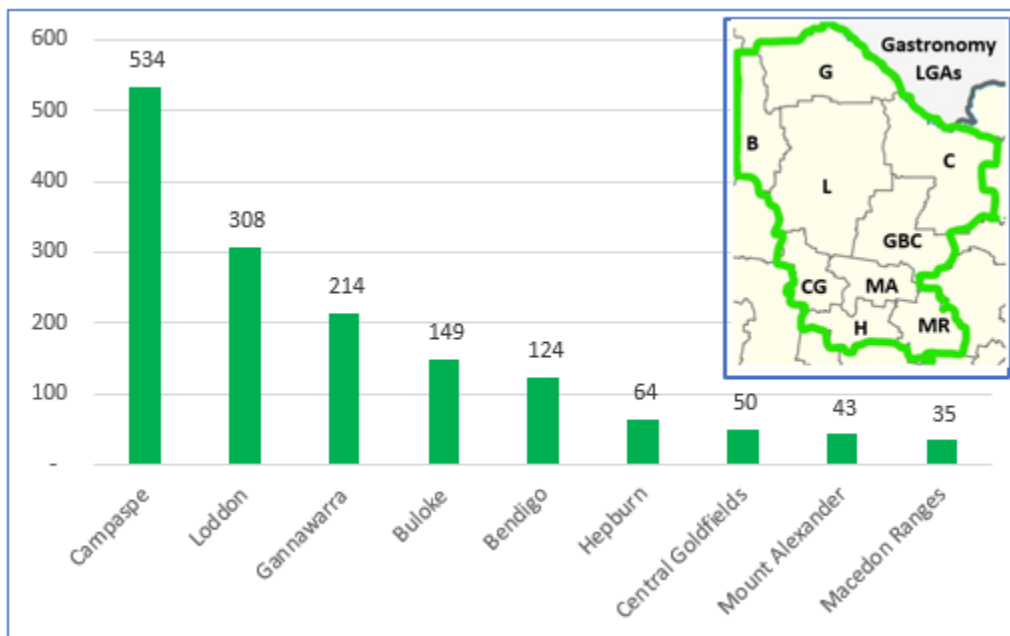 600
500
400
300
200
100
-
534
308
214
149
124
64
50
43
35
Campaspe
Loddon
Gannawarra
Buloke
Bendigo
Hepburn
Central Goldfields
Mount Alexander
Macedon Ranges
Gastronomy
LGAs
G
B
C
L
GBC
CG
MA
H
MR